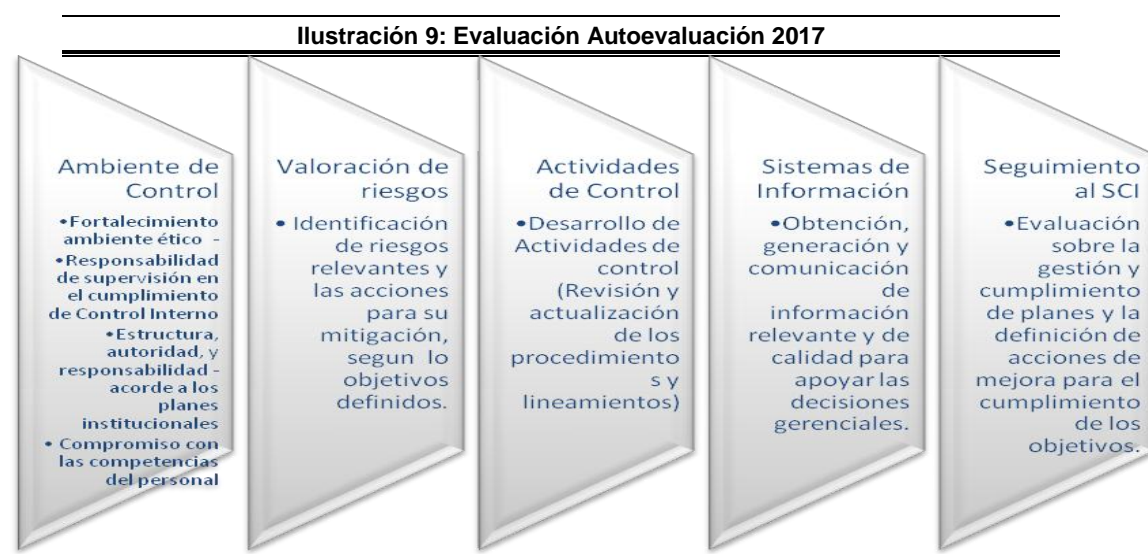 Ilustración 9: Evaluación Autoevaluación 2017
Ambiente de
Control
•Fortalecimiento
ambiente ético -
•Responsabilidad
de supervisión en
el cumplimiento
de Control Interno
•Estructura,
autoridad, y
responsabilidad -
acorde a los
planes
institucionales
• Compromiso con
las competencias
del personal
Valoración de
riesgos
• Identificación
de riesgos
relevantes y
las acciones
para su
mitigación,
segun lo
objetivos
definidos.
Actividades
de Control
•Desarrollo de
Actividades de
control
(Revisión y
actualización
de los
procedimiento
s y
lineamientos)
Sistemas de
Información
•Obtención,
generación y
comunicación
de
información
relevante y de
calidad para
apoyar las
decisiones
gerenciales.
Seguimiento
al SCI
•Evaluación
sobre la
gestión y
cumplimiento
de planes y la
definición de
acciones de
mejora para el
cumplimiento
de los
objetivos.